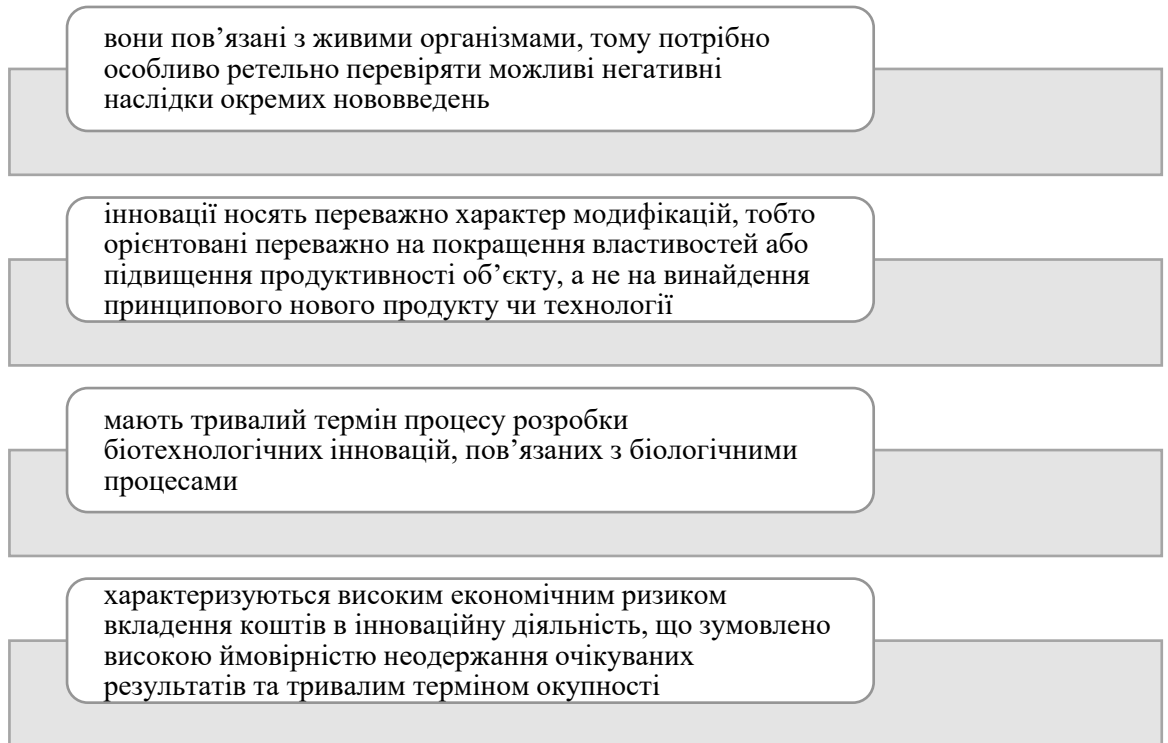 вони пов’язані з живими організмами, тому потрібно
особливо ретельно перевіряти можливі негативні
наслідки окремих нововведень
інновації носять переважно характер модифікацій, тобто
орієнтовані переважно на покращення властивостей або
підвищення продуктивності об’єкту, а не на винайдення
принципового нового продукту чи технології
мають тривалий термін процесу розробки
біотехнологічних інновацій, пов’язаних з біологічними
процесами
характеризуються високим економічним ризиком
вкладення коштів в інноваційну діяльність, що зумовлено
високою ймовірністю неодержання очікуваних
результатів та тривалим терміном окупності